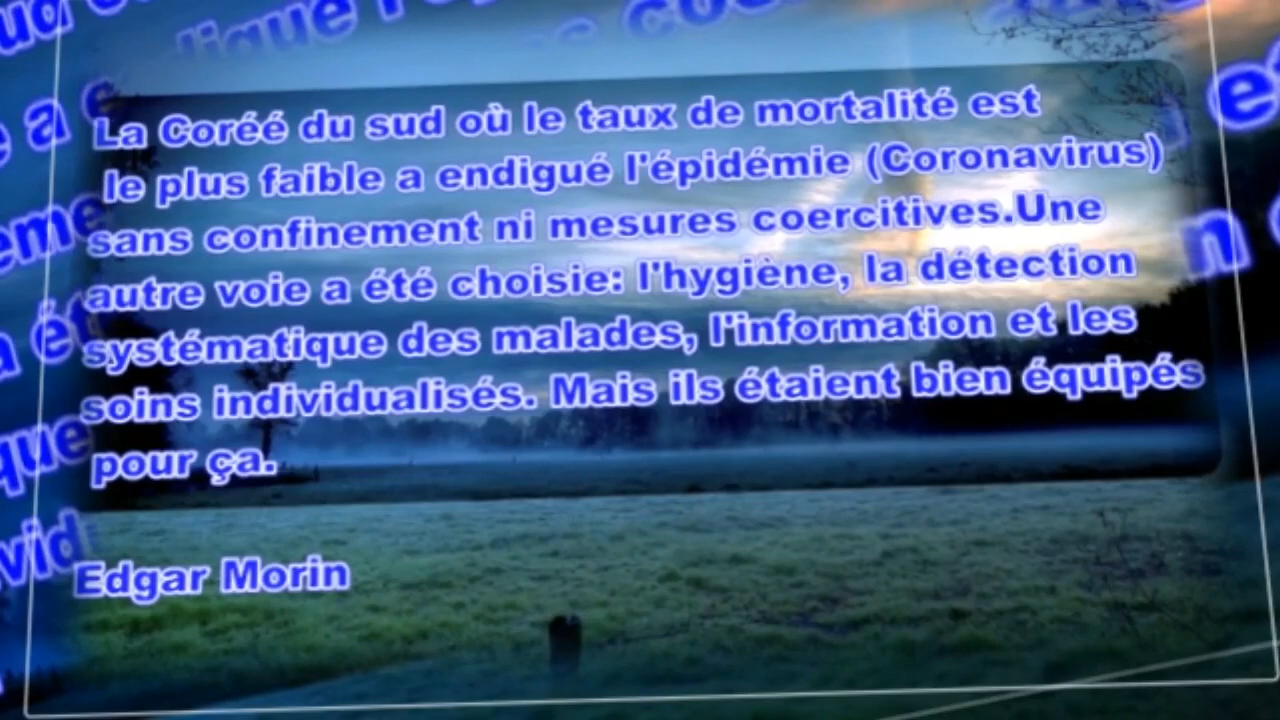 La Coréé du sud où le taux de mortalité est
le plus faible a endigué l'épidémie (Coronavirus)
sans confinement ni mesures coercitives.Une
autre voie a été choisie: l'hygiène, la détection
systématique des malades, l'information et les
soins individualisés. Mais ils étaient bien équipés
pour ça.
Edgar Morin